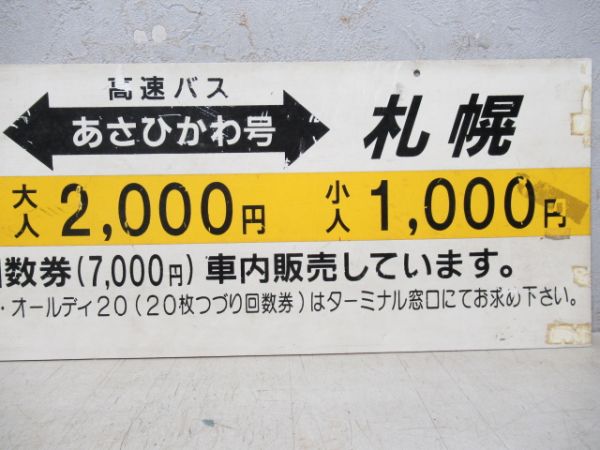 高速バス
あさひかわ号
札幌
大人 2,000円 小人 1,000円
数券(7,000円)車内販売しています。
・オールディ20(20枚つづり回数券)はターミナル窓口にてお求め下さい。